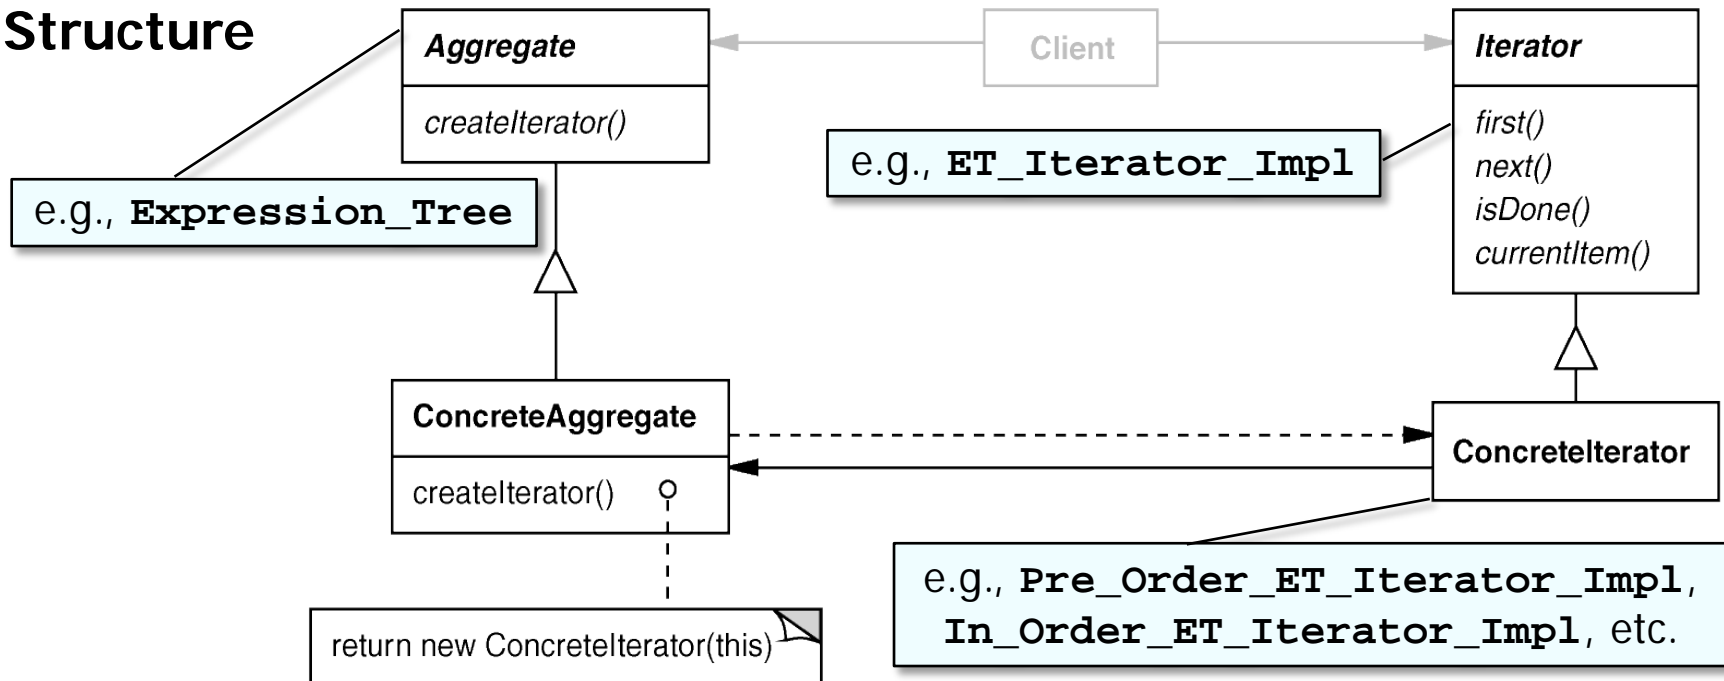 Structure
Aggregate
createIterator()
Client
Iterator
first()
next()
isDone()
currentItem()
e.g., ET_Iterator_Impl
e.g., Expression_Tree
ConcreteAggregate
createIterator()
ConcreteIterator
e.g., Pre_Order_ET_Iterator_Impl,
In_Order_ET_Iterator_Impl, etc.
return new ConcreteIterator(this)